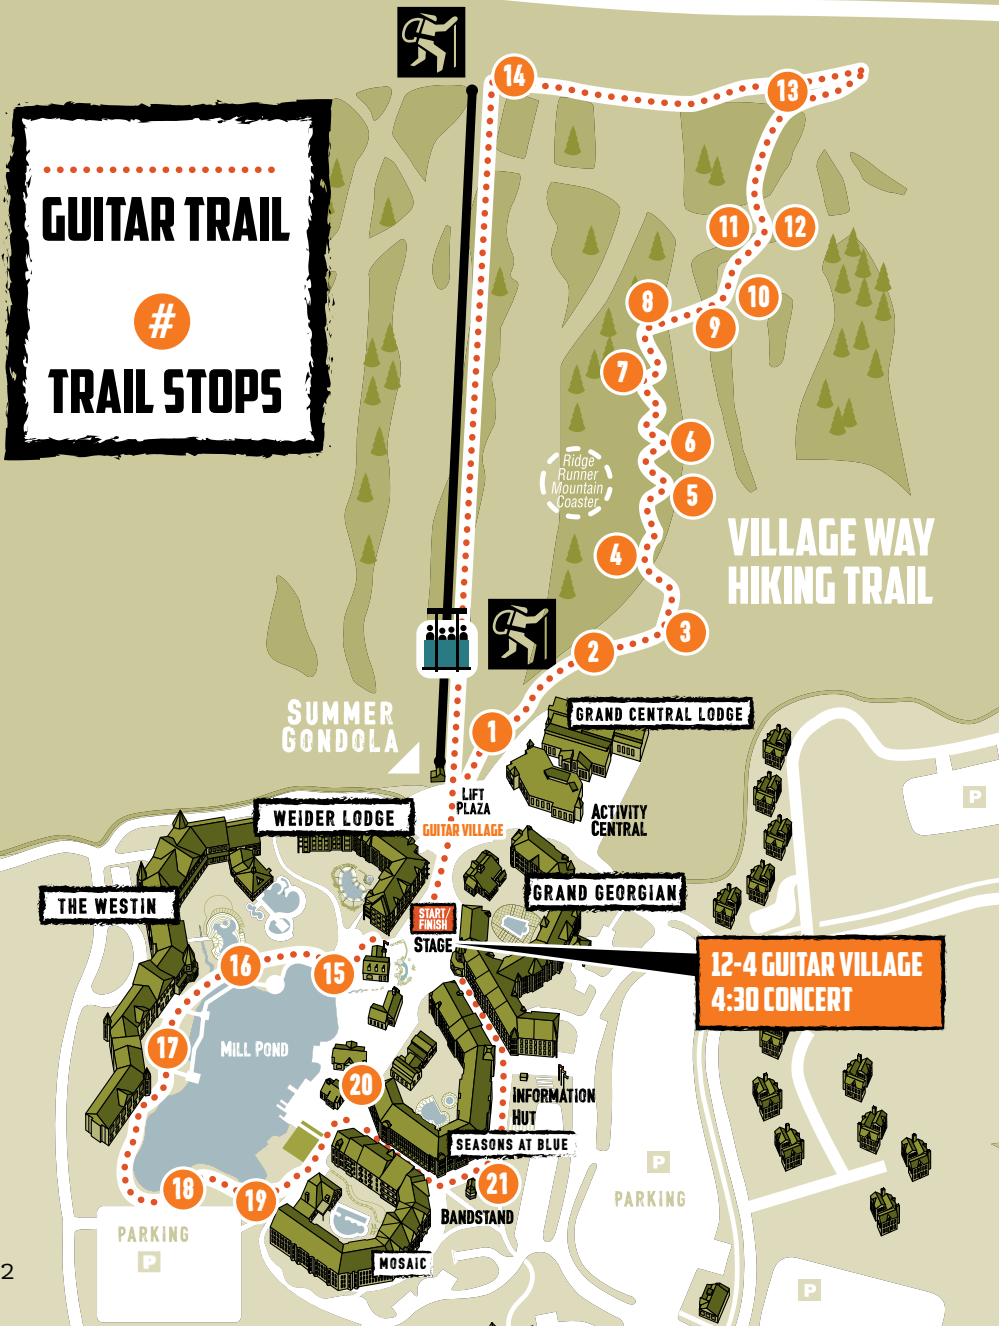 GUITAR TRAIL
#
TRAIL STOPS
14
13
11
12
10
8
9
7
6
Ridge
Runner
Mountain
Coaster
5
4
VILLAGE WAY
HIKING TRAIL
3
2
1
SUMMER
GONDOLA
GRAND CENTRAL LODGE
LIFT
PLAZA
ACTIVITY
CENTRAL
P
WEIDER LODGE
GUITAR VILLAGE
THE WESTIN
GRAND GEORGIAN
START/
FINISH
STAGE
12-4 GUITAR VILLAGE
4:30 CONCERT
16
15
17
MILL POND
20
INFORMATION
HUT
SEASONS AT BLUE
P
PARKING
18
19
21
BANDSTAND
PARKING
P
MOSAIC
2
P